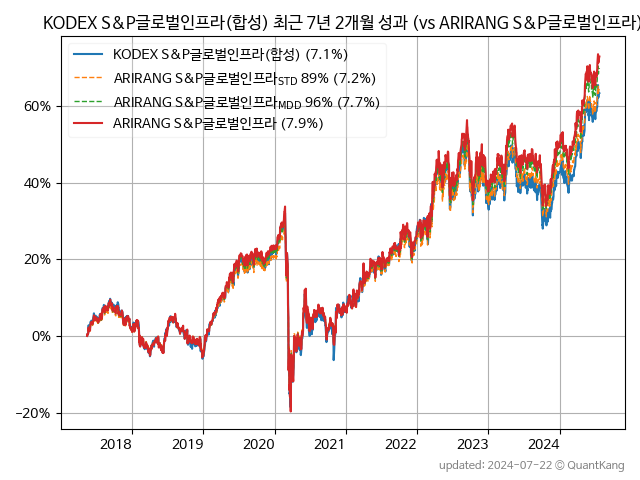 KODEX S&P글로벌인프라(합성) 최근 7년 2개월 성과 (vs ARIRANG S&P글로벌인프라)
KODEX S&P글로벌인프라(합성) (7.1%)
ARIRANG S&P글로벌인프라STD 89% (7.2%)
ARIRANG S&P글로벌인프라MDD 96% (7.7%)
ARIRANG S&P글로벌인프라 (7.9%)
60%
40%
20%
0%
−20%
2018 2019 2020 2021 2022 2023 2024
updated: 2024-07-22 © QuantKang